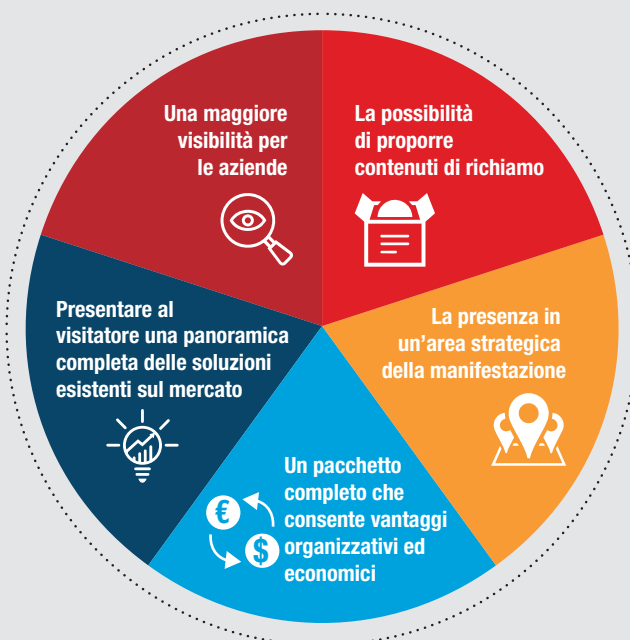 Una maggiore
visibilità per
le aziende
La possibilità
di proporre
contenuti di richiamo
La presenza in
un’area strategica
della manifestazione
Un pacchetto
completo che
consente vantaggi
organizzativi ed
economici
€
$
Presentare al
visitatore una panoramica
completa delle soluzioni
esistenti sul mercato